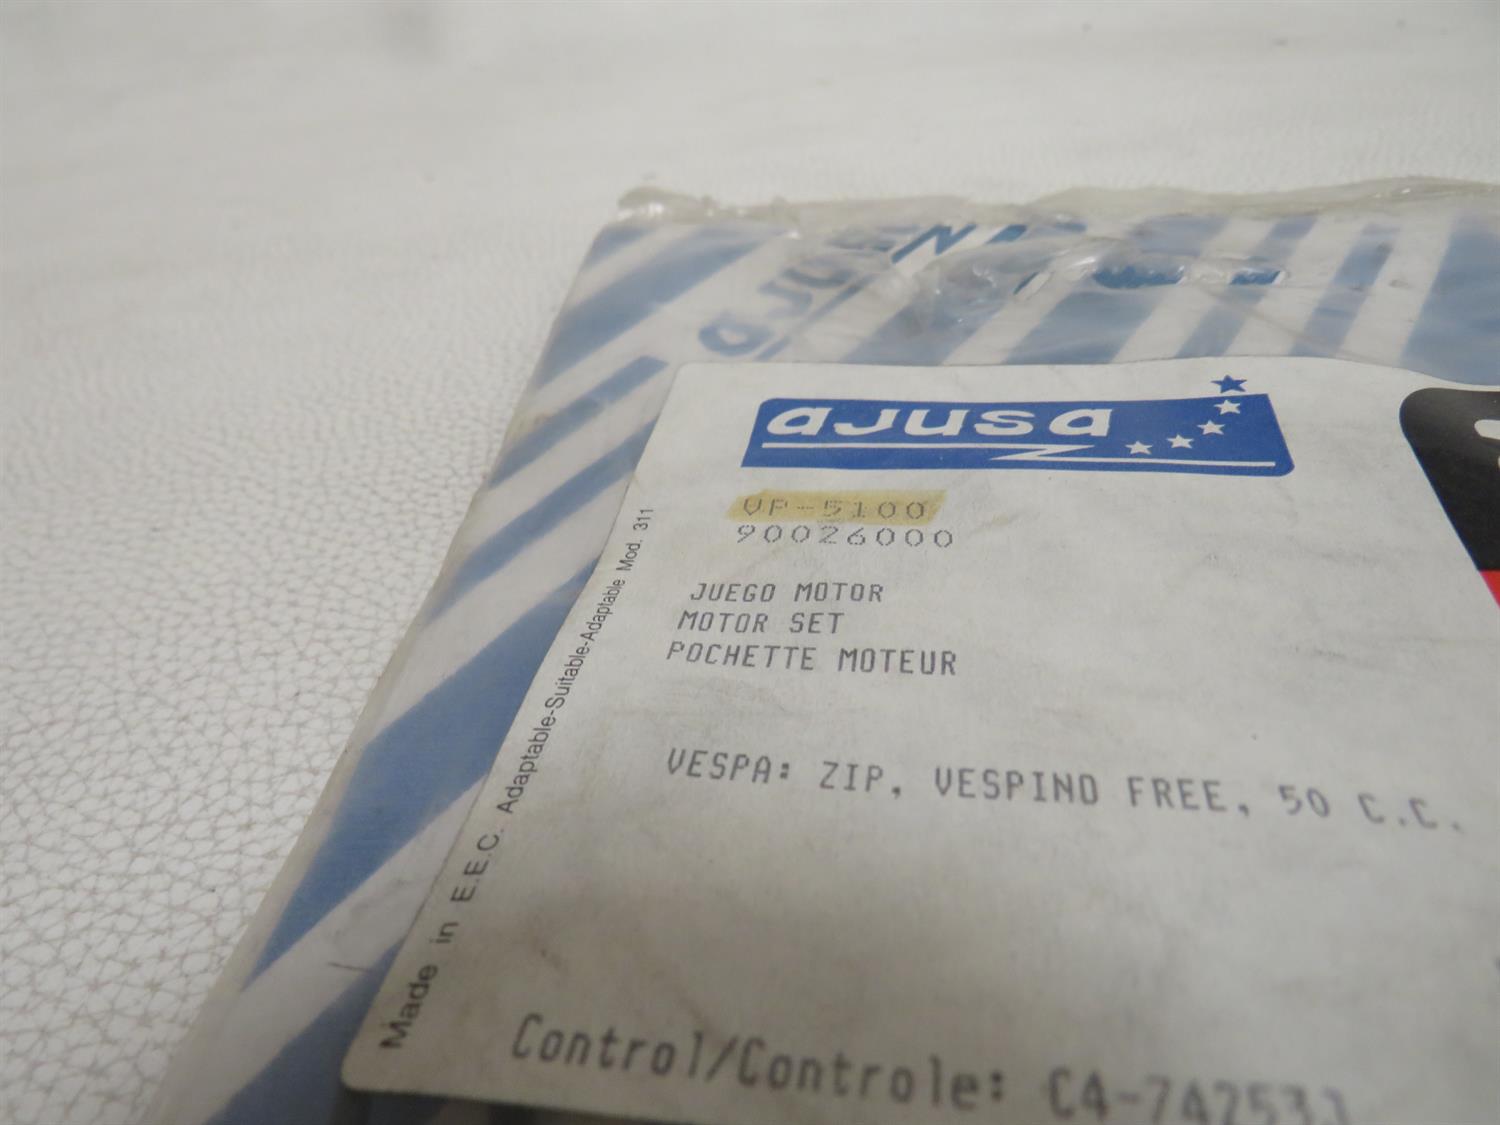 ajusa
VP-5100
90026000
JUEGO MOTOR
MOTOR SET
POCHETTE MOTEUR
VESPA: ZIP, VESPINO FREE, 50 C.C.
Made in E.E.C. Adaptable-Suitable-Adaptable Mod. 311
Control/Controle: